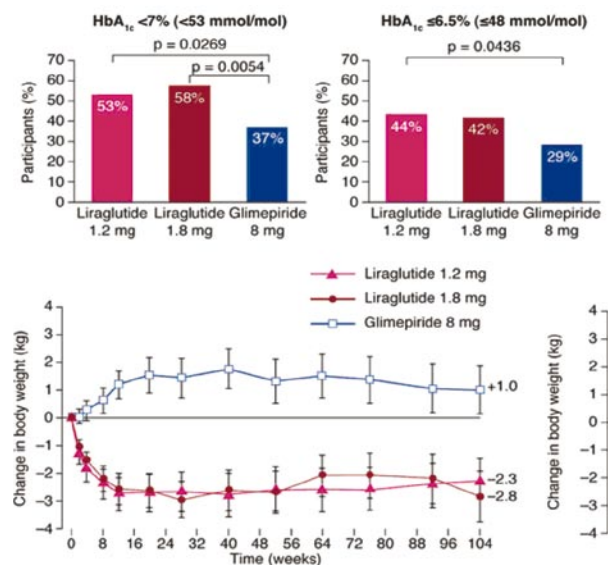 HbA1c <7% (<53 mmol/mol)
p = 0.0269
p = 0.0054
Participants (%)
70
60
50
40
30
20
10
0
53%
58%
37%
Liraglutide 1.2 mg
Liraglutide 1.8 mg
Glimepiride 8 mg
HbA1c ≤6.5% (≤48 mmol/mol)
p = 0.0436
Participants (%)
70
60
50
40
30
20
10
0
44%
42%
29%
Liraglutide 1.2 mg
Liraglutide 1.8 mg
Glimepiride 8 mg
Liraglutide 1.2 mg
Liraglutide 1.8 mg
Glimepiride 8 mg
Change in body weight (kg)
4
3
2
1
0
−1
−2
−3
−4
+1.0
−2.3
−2.8
0 8 16 24 32 40 48 56 64 72 80 88 96 104
Time (weeks)
Change in body weight (kg)
4
3
2
1
0
−1
−2
−3
−4